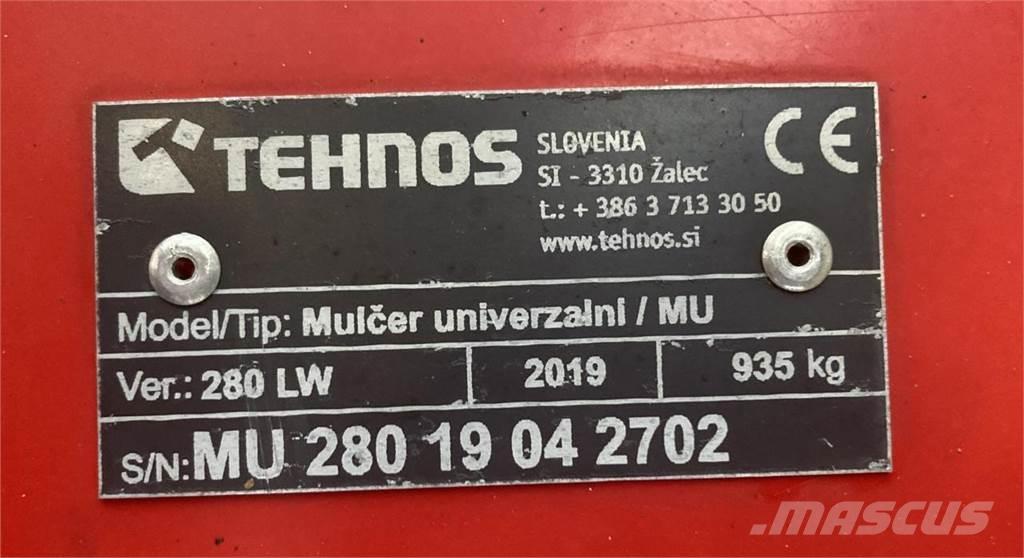 TEHNOS
SLOVENIA
SI - 3310 Žalec
t.: + 386 3 713 30 50
www.tehnos.si
CE
Model/Tip: Mulčer univerzalni / MU
Ver.: 280 LW 2019 935 kg
S/N: MU 280 19 04 2702
MASCUS